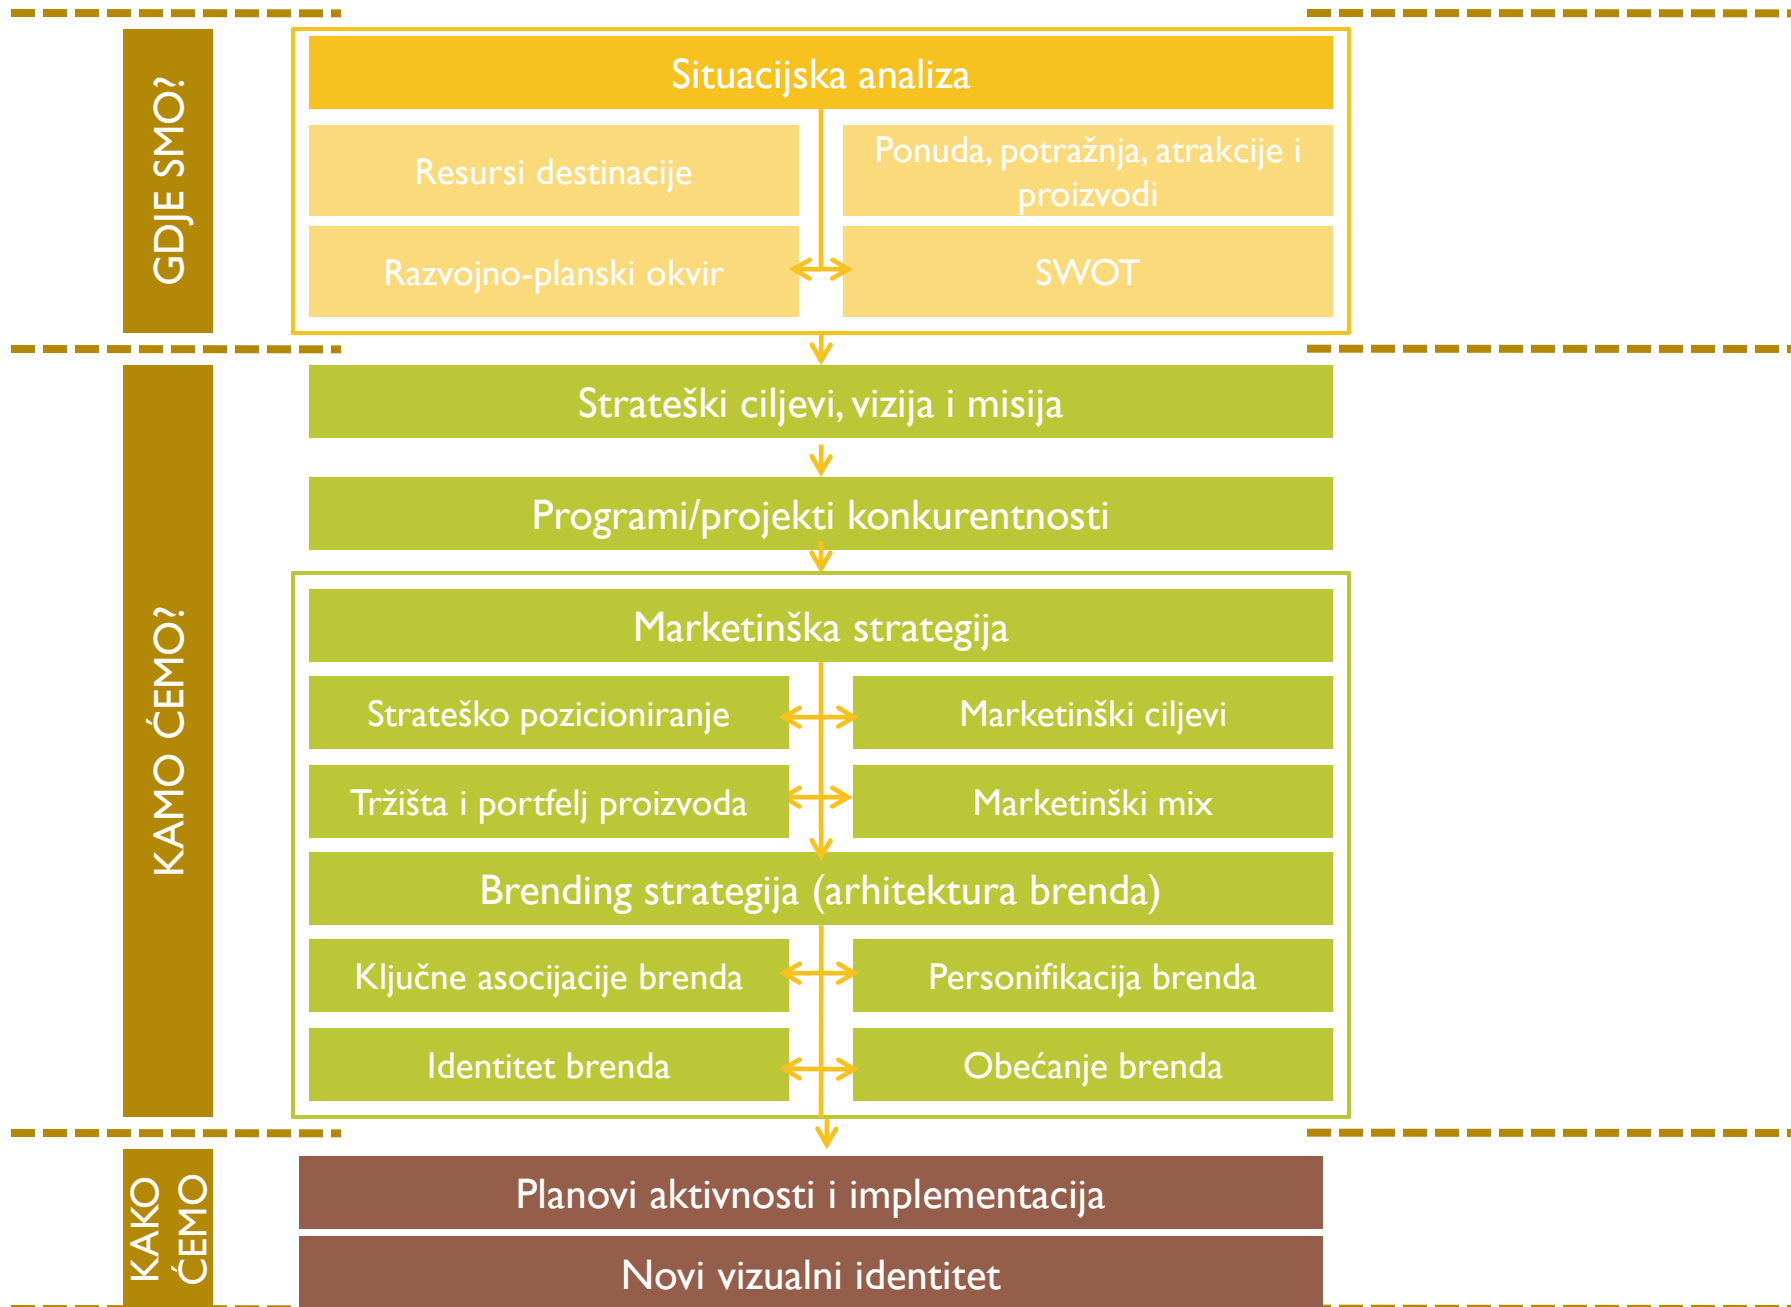 GDJE SMO?
Situacijska analiza
Resursi destinacije
Ponuda, potražnja, atrakcije i
proizvodi
Razvojno-planski okvir
SWOT
KAMO ĆEMO?
Strateški ciljevi, vizija i misija
Programi/projekti konkurentnosti
Marketinška strategija
Strateško pozicioniranje
Marketinški ciljevi
Tržišta i portfelj proizvoda
Marketinški mix
Brending strategija (arhitektura brenda)
Ključne asocijacije brenda
Personifikacija brenda
Identitet brenda
Obećanje brenda
KAKO
ĆEMO
Planovi aktivnosti i implementacija
Novi vizualni identitet